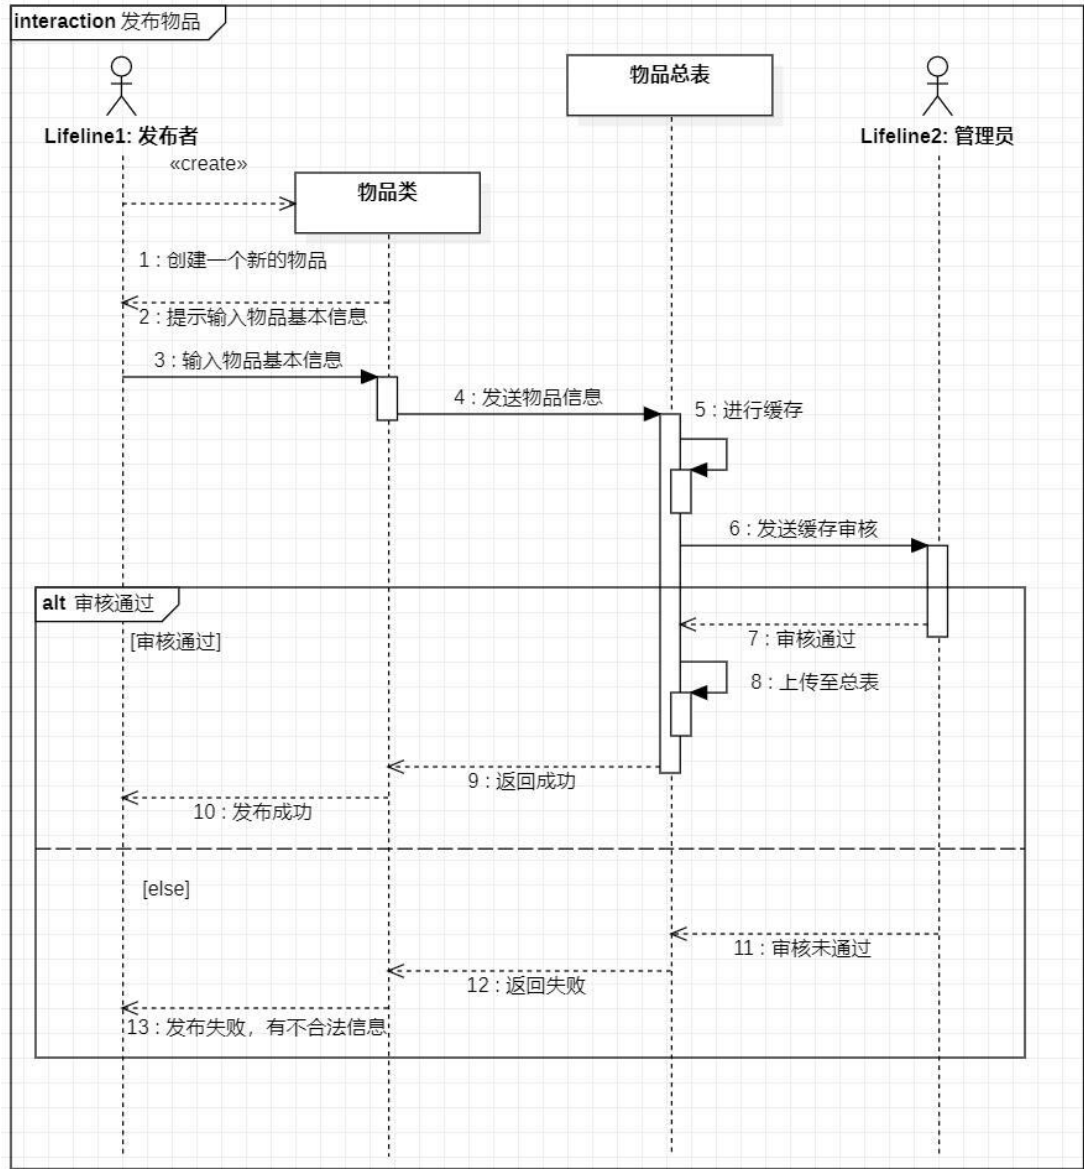 interaction 发布物品
物品总表
Lifeline1: 发布者
Lifeline2: 管理员
«create»
物品类
1 : 创建一个新的物品
2 : 提示输入物品基本信息
3 : 输入物品基本信息
4 : 发送物品信息
5 : 进行缓存
6 : 发送缓存审核
alt 审核通过
[审核通过]
7 : 审核通过
8 : 上传至总表
9 : 返回成功
10 : 发布成功
[else]
11 : 审核未通过
12 : 返回失败
13 : 发布失败，有不合法信息